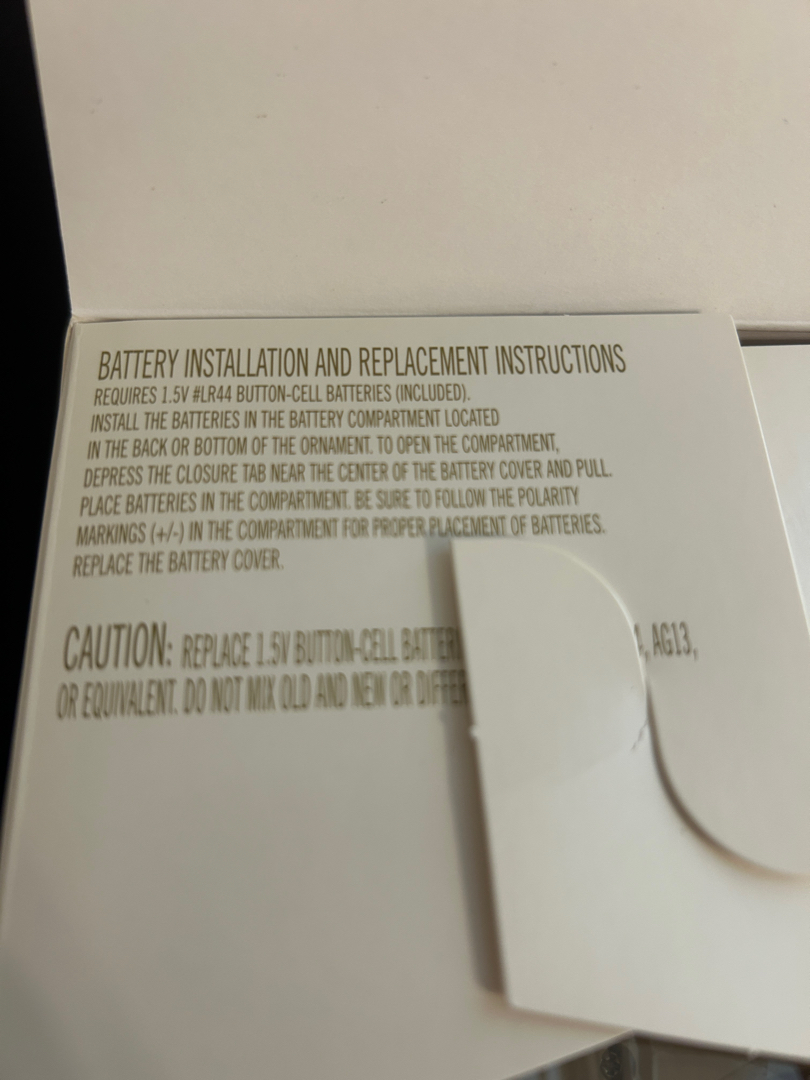 BATTERY INSTALLATION AND REPLACEMENT INSTRUCTIONS
REQUIRES 1.5V #LR44 BUTTON-CELL BATTERIES (INCLUDED).
INSTALL THE BATTERIES IN THE BATTERY COMPARTMENT LOCATED
IN THE BACK OR BOTTOM OF THE ORNAMENT. TO OPEN THE COMPARTMENT,
DEPRESS THE CLOSURE TAB NEAR THE CENTER OF THE BATTERY COVER AND PULL.
PLACE BATTERIES IN THE COMPARTMENT. BE SURE TO FOLLOW THE POLARITY
MARKINGS (+/-) IN THE COMPARTMENT FOR PROPER PLACEMENT OF BATTERIES.
REPLACE THE BATTERY COVER.
CAUTION: REPLACE 1.5V BUTTON-CELL AG13,
OR EQUIVALENT. DO NOT MIX OLD AND NEW OR